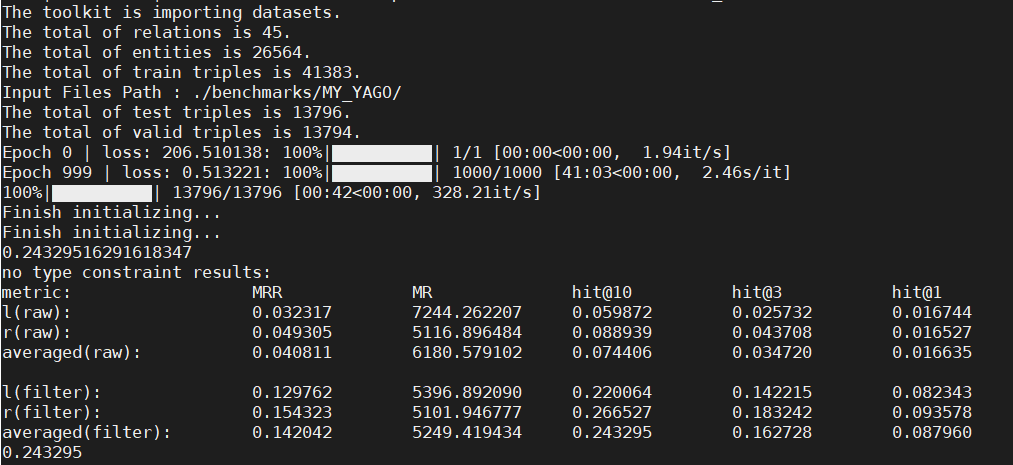 The toolkit is importing datasets.
The total of relations is 45.
The total of entities is 26564.
The total of train triples is 41383.
Input Files Path : ./benchmarks/MY_YAGO/
The total of test triples is 13796.
The total of valid triples is 13794.
Epoch 0 | loss: 206.510138: 100%|██████████| 1/1 [00:00<00:00,  1.94it/s]
Epoch 999 | loss: 0.513221: 100%|██████████| 1000/1000 [41:03<00:00,  2.46s/it]
100%|██████████| 13796/13796 [00:42<00:00, 328.21it/s]
Finish initializing...
Finish initializing...
0.24329516291618347
no type constraint results:
metric: MRR MR hit@10 hit@3 hit@1
l(raw): 0.032317 7244.262207 0.059872 0.025732 0.016744
r(raw): 0.049305 5116.896484 0.088939 0.043708 0.016527
averaged(raw): 0.040811 6180.579102 0.074406 0.034720 0.016635
l(filter): 0.129762 5396.892090 0.220064 0.142215 0.082343
r(filter): 0.154323 5101.946777 0.266527 0.183242 0.093578
averaged(filter): 0.142042 5249.419434 0.243295 0.162728 0.087960
0.243295